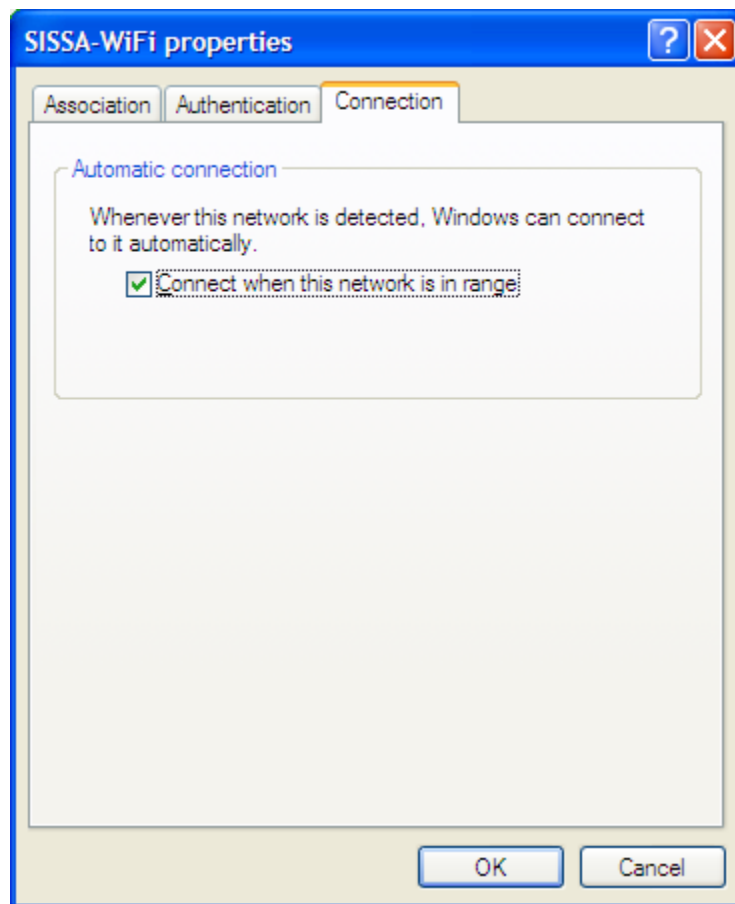 SISSA-WiFi properties
?
Association Authentication Connection
Automatic connection
Whenever this network is detected, Windows can connect
to it automatically.
Connect when this network is in range
OK Cancel